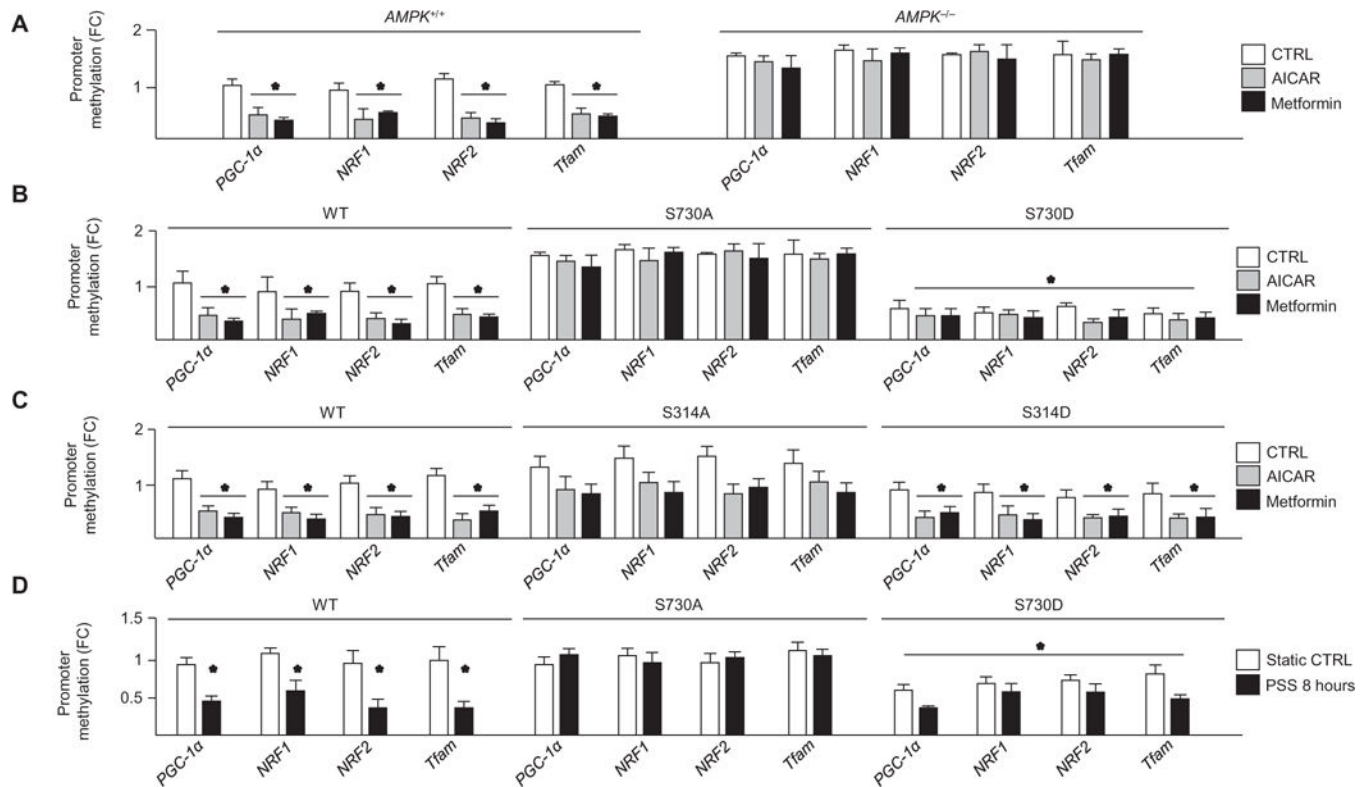 A
AMPK+/+
AMPK–/–
Promoter
methylation (FC)
2
1
CTRL
AICAR
Metformin
PGC-1α
NRF1
NRF2
Tfam
PGC-1α
NRF1
NRF2
Tfam
B
WT
S730A
S730D
Promoter
methylation (FC)
2
1
*
CTRL
AICAR
Metformin
PGC-1α
NRF1
NRF2
Tfam
PGC-1α
NRF1
NRF2
Tfam
PGC-1α
NRF1
NRF2
Tfam
C
WT
S314A
S314D
Promoter
methylation (FC)
2
1
CTRL
AICAR
Metformin
PGC-1α
NRF1
NRF2
Tfam
PGC-1α
NRF1
NRF2
Tfam
PGC-1α
NRF1
NRF2
Tfam
D
WT
S730A
S730D
Promoter
methylation (FC)
1.5
1
0.5
Static CTRL
PSS 8 hours
PGC-1α
NRF1
NRF2
Tfam
PGC-1α
NRF1
NRF2
Tfam
PGC-1α
NRF1
NRF2
Tfam